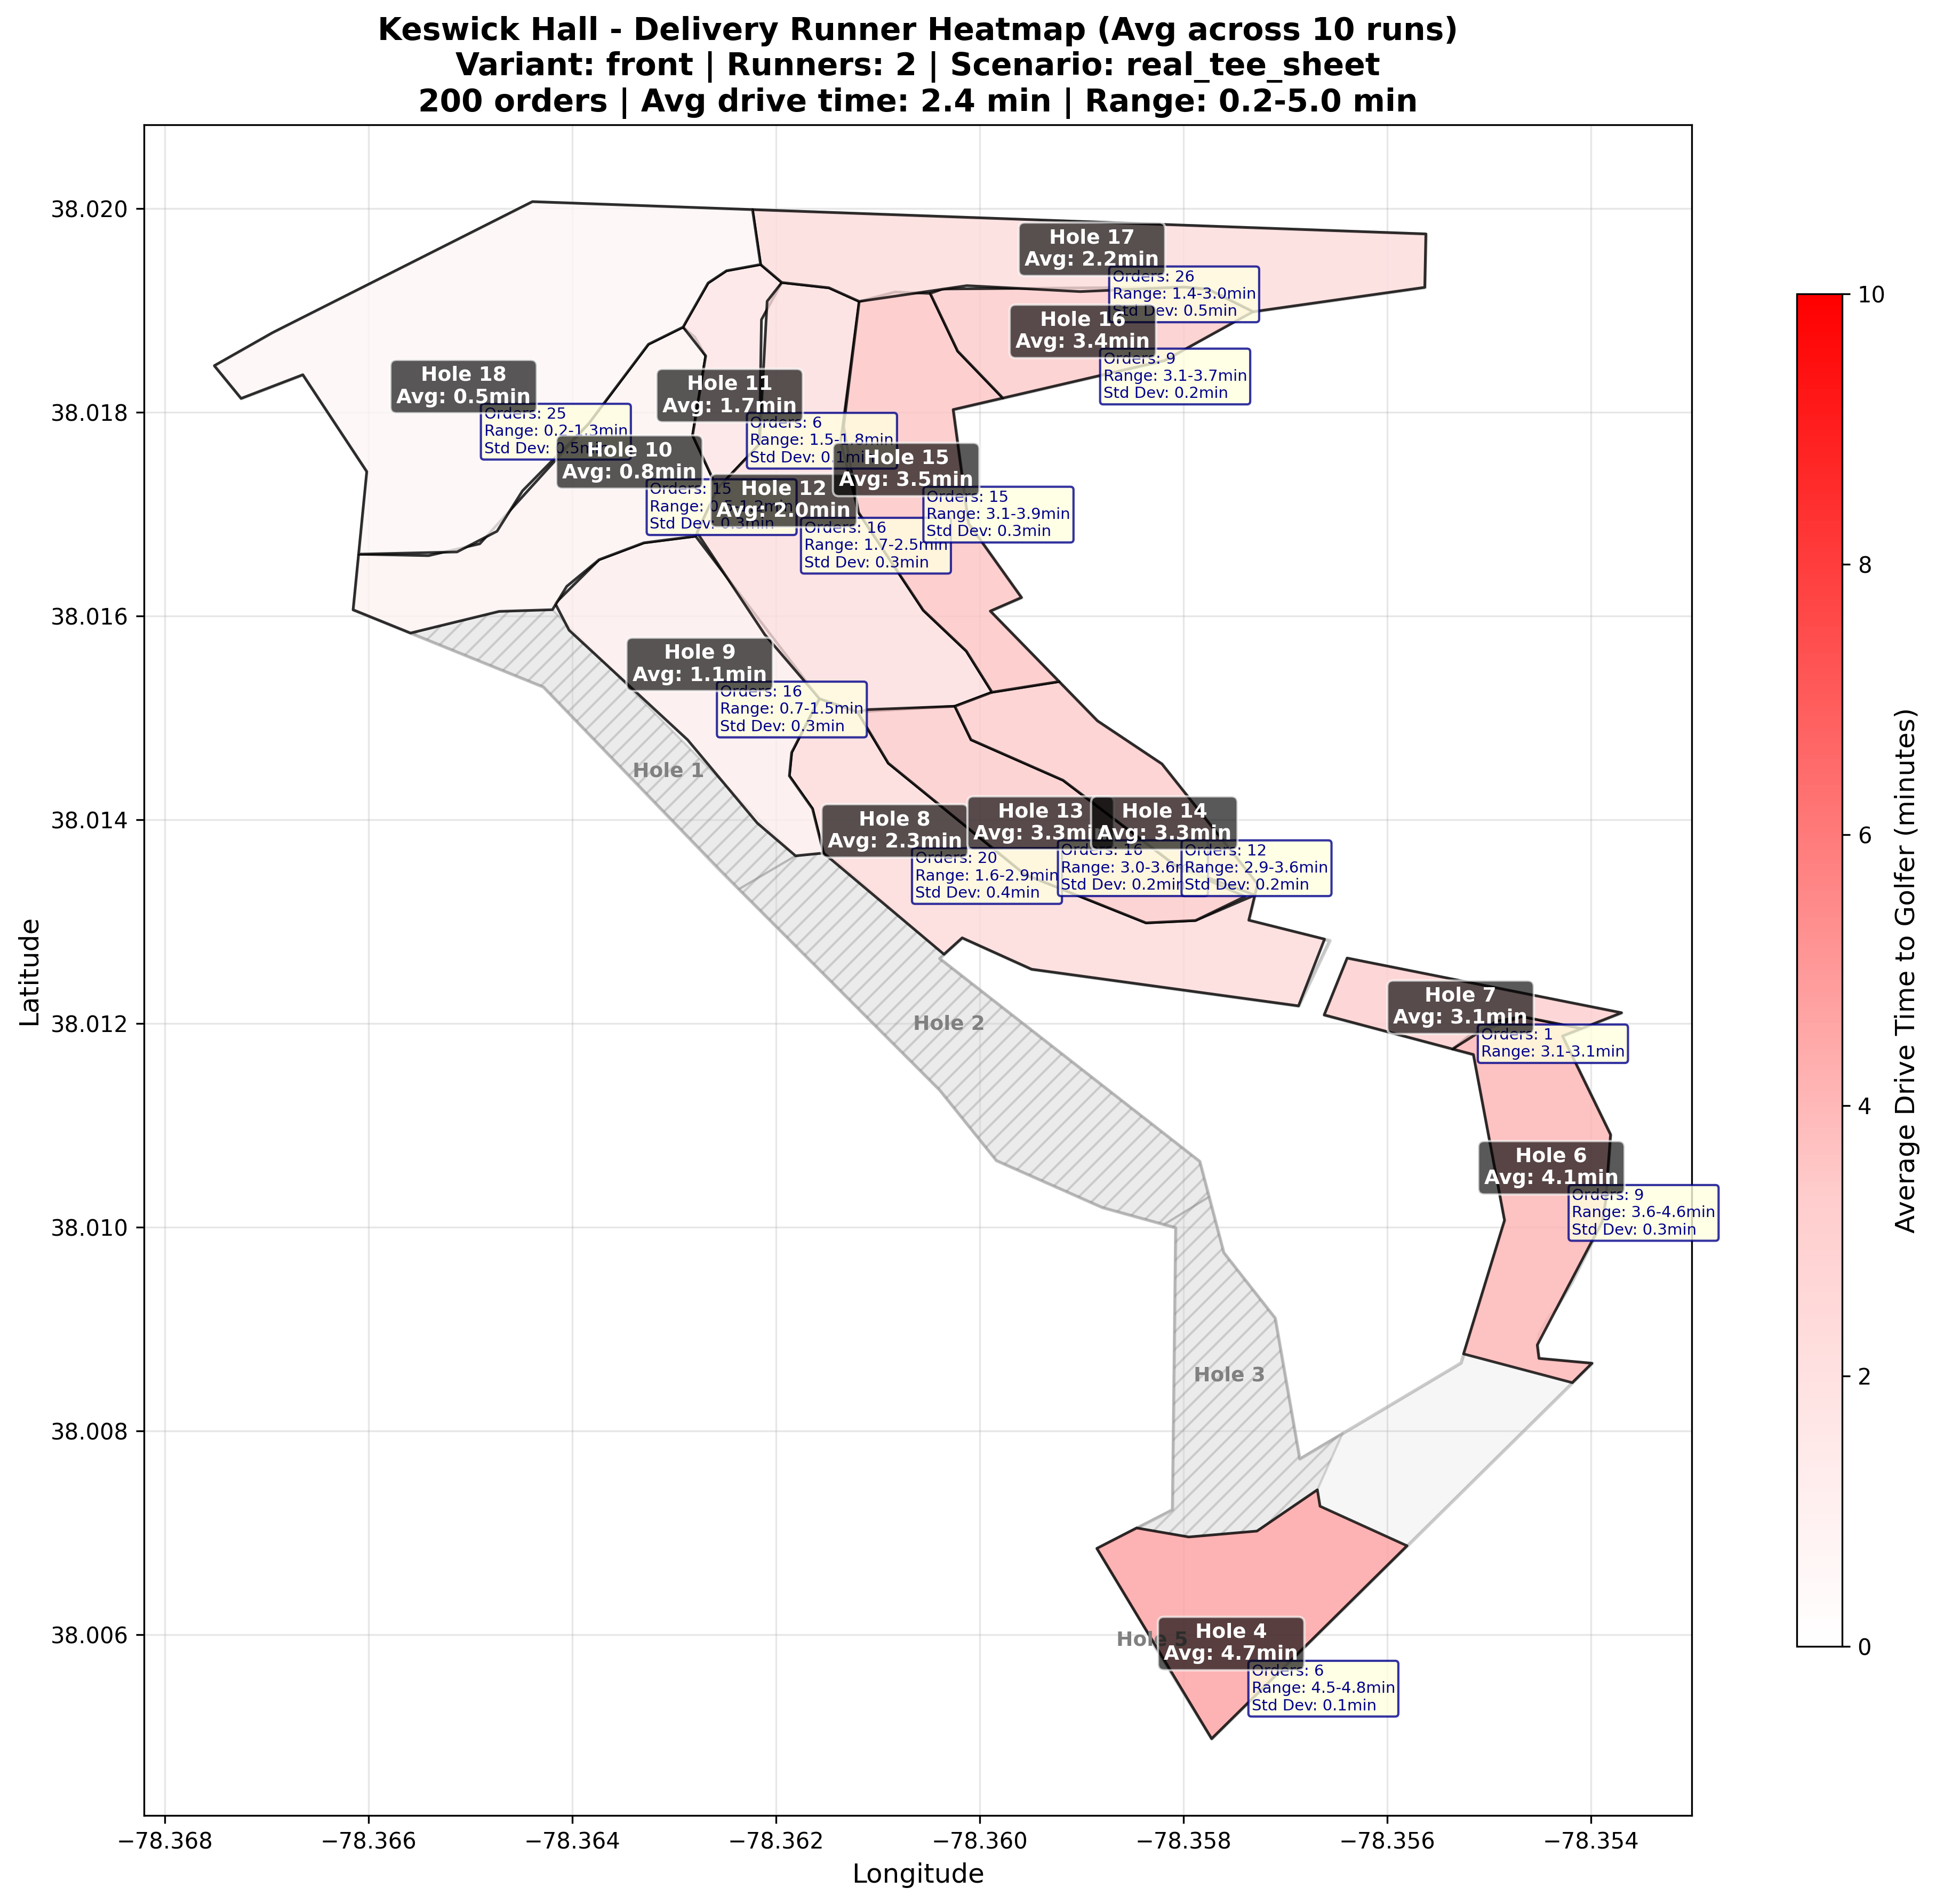 Keswick Hall - Delivery Runner Heatmap (Avg across 10 runs)
Variant: front | Runners: 2 | Scenario: real_tee_sheet
200 orders | Avg drive time: 2.4 min | Range: 0.2-5.0 min
Latitude
38.020
38.018
38.016
38.014
38.012
38.010
38.008
38.006
Hole 17
Avg: 2.2min
Orders: 26
Range: 1.4-3.0min
Std Dev: 0.5min
Hole 16
Avg: 3.4min
Orders: 9
Range: 3.1-3.7min
Std Dev: 0.2min
Hole 18
Avg: 0.5min
Orders: 25
Range: 0.2-1.3min
Std Dev: 0.5min
Hole 11
Avg: 1.7min
Orders: 6
Range: 1.5-1.8min
Std Dev: 0.1min
Hole 10
Avg: 0.8min
Orders: 15
Std Dev: 0.3min
Hole 15
Avg: 3.5min
Orders: 15
Range: 3.1-3.9min
Std Dev: 0.3min
Hole 12
Avg: 2.0min
Orders: 16
Range: 1.7-2.5min
Std Dev: 0.3min
Hole 9
Avg: 1.1min
Orders: 16
Range: 0.7-1.5min
Std Dev: 0.3min
Hole 1
Hole 8
Avg: 2.3min
Orders: 20
Range: 1.6-2.9min
Std Dev: 0.4min
Hole 13
Avg: 3.3min
Orders: 16
Range: 3.0-3.6
Std Dev: 0.2min
Hole 14
Avg: 3.3min
Orders: 12
Range: 2.9-3.6min
Std Dev: 0.2min
Hole 2
Hole 7
Avg: 3.1min
Orders: 1
Range: 3.1-3.1min
Hole 6
Avg: 4.1min
Orders: 9
Range: 3.6-4.6min
Std Dev: 0.3min
Hole 3
Hole 5
Hole 4
Avg: 4.7min
Orders: 6
Range: 4.5-4.8min
Std Dev: 0.1min
−78.368 −78.366 −78.364 −78.362 −78.360 −78.358 −78.356 −78.354
Longitude
10
8
6
4
2
0
Average Drive Time to Golfer (minutes)